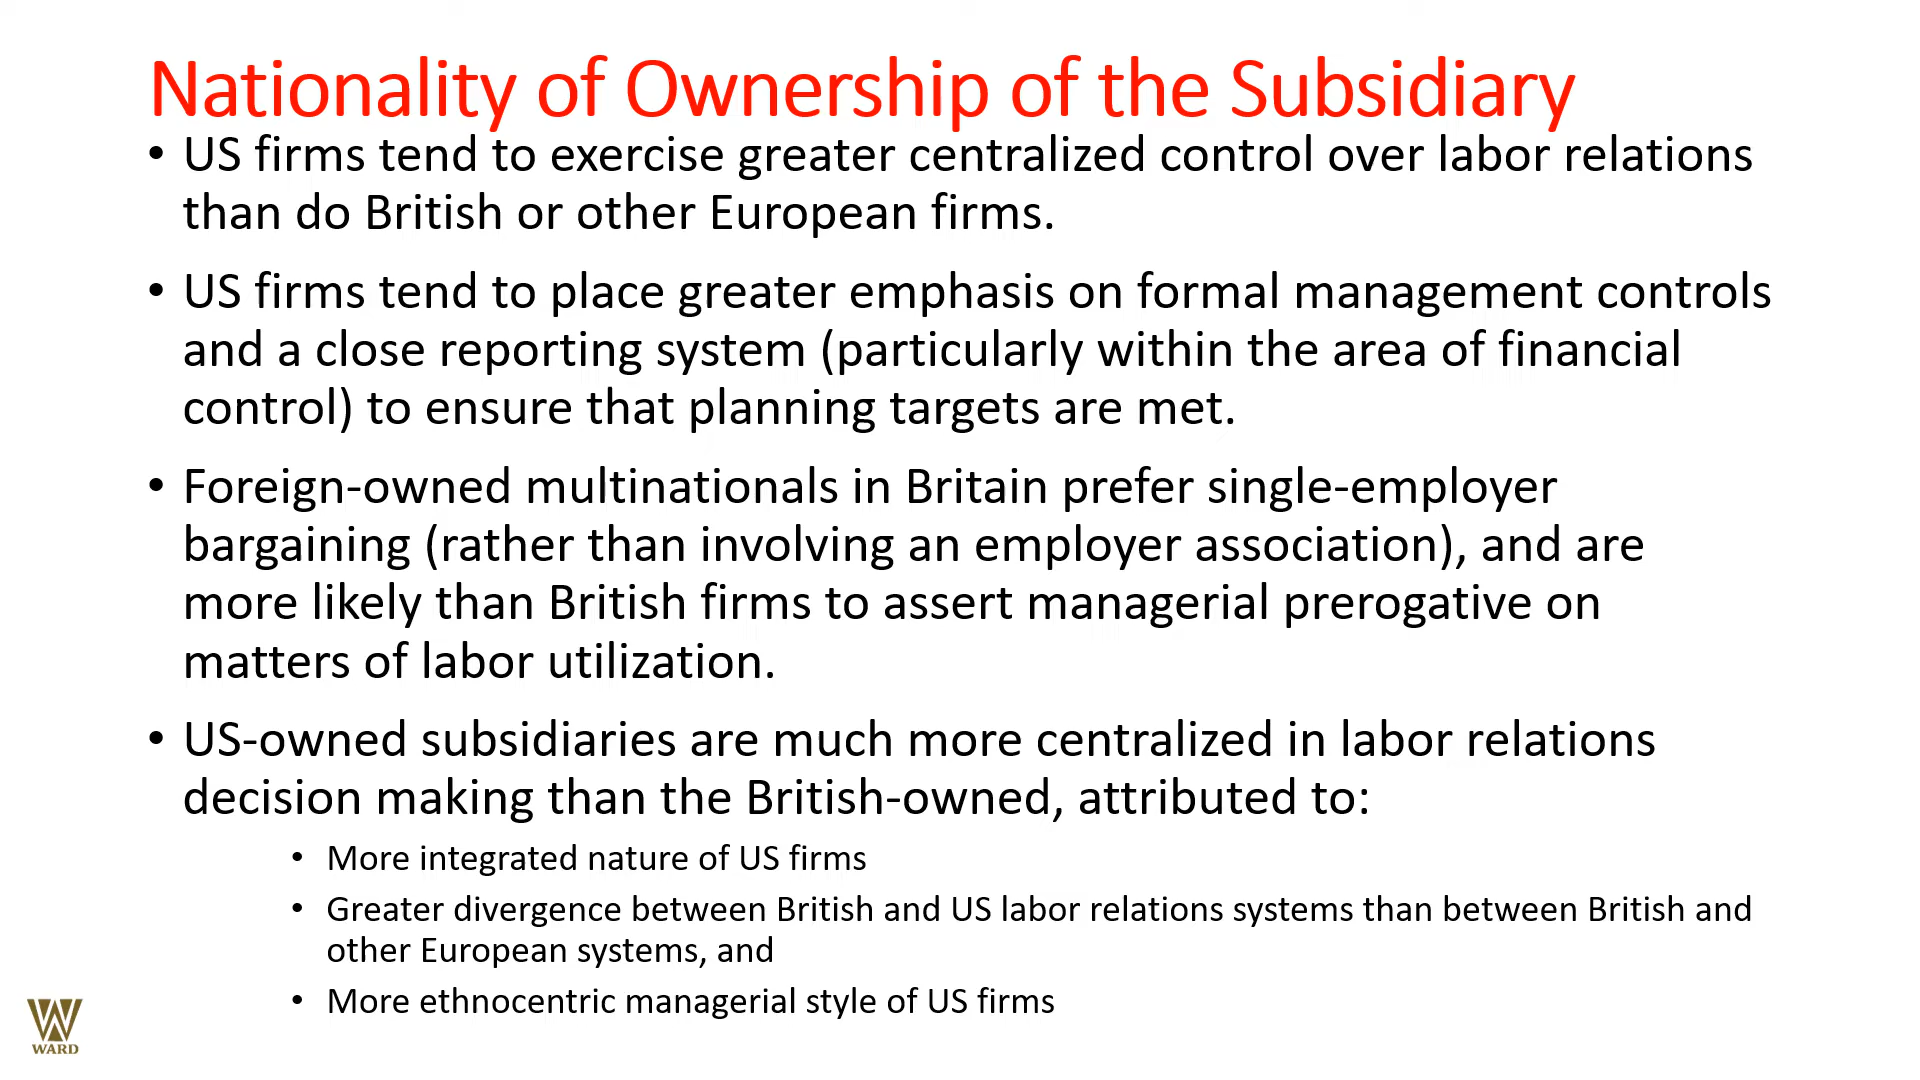 Nationality of Ownership of the Subsidiary
• US firms tend to exercise greater centralized control over labor relations
than do British or other European firms.
• US firms tend to place greater emphasis on formal management controls
and a close reporting system (particularly within the area of financial
control) to ensure that planning targets are met.
• Foreign-owned multinationals in Britain prefer single-employer
bargaining (rather than involving an employer association), and are
more likely than British firms to assert managerial prerogative on
matters of labor utilization.
• US-owned subsidiaries are much more centralized in labor relations
decision making than the British-owned, attributed to:
• More integrated nature of US firms
• Greater divergence between British and US labor relations systems than between British and
other European systems, and
• More ethnocentric managerial style of US firms
WARD